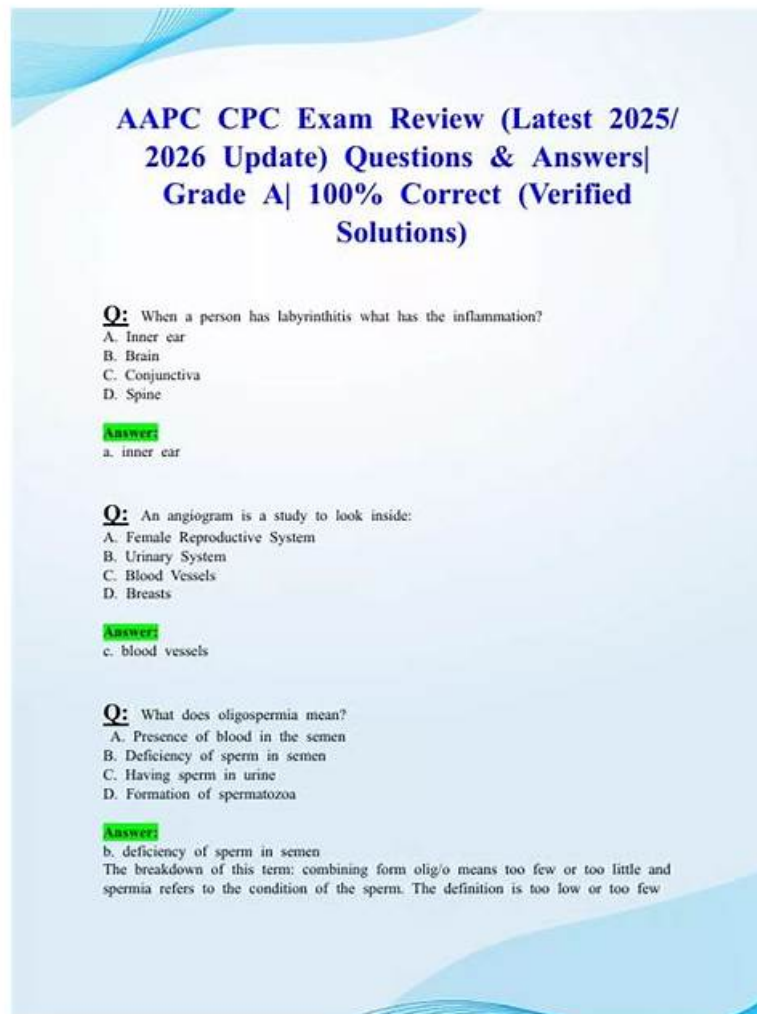 AAPC CPC Exam Review (Latest 2025/
2026 Update) Questions & Answers|
Grade A| 100% Correct (Verified
Solutions)
Q: When a person has labyrinthitis what has the inflammation?
A. Inner ear
B. Brain
C. Conjunctiva
D. Spine
Answer:
a. inner ear
Q: An angiogram is a study to look inside:
A. Female Reproductive System
B. Urinary System
C. Blood Vessels
D. Breasts
Answer:
c. blood vessels
Q: What does oligospermia mean?
A. Presence of blood in the semen
B. Deficiency of sperm in semen
C. Having sperm in urine
D. Formation of spermatozoa
Answer:
b. deficiency of sperm in semen
The breakdown of this term: combining form olig/o means too few or too little and
spermia refers to the condition of the sperm. The definition is too low or too few